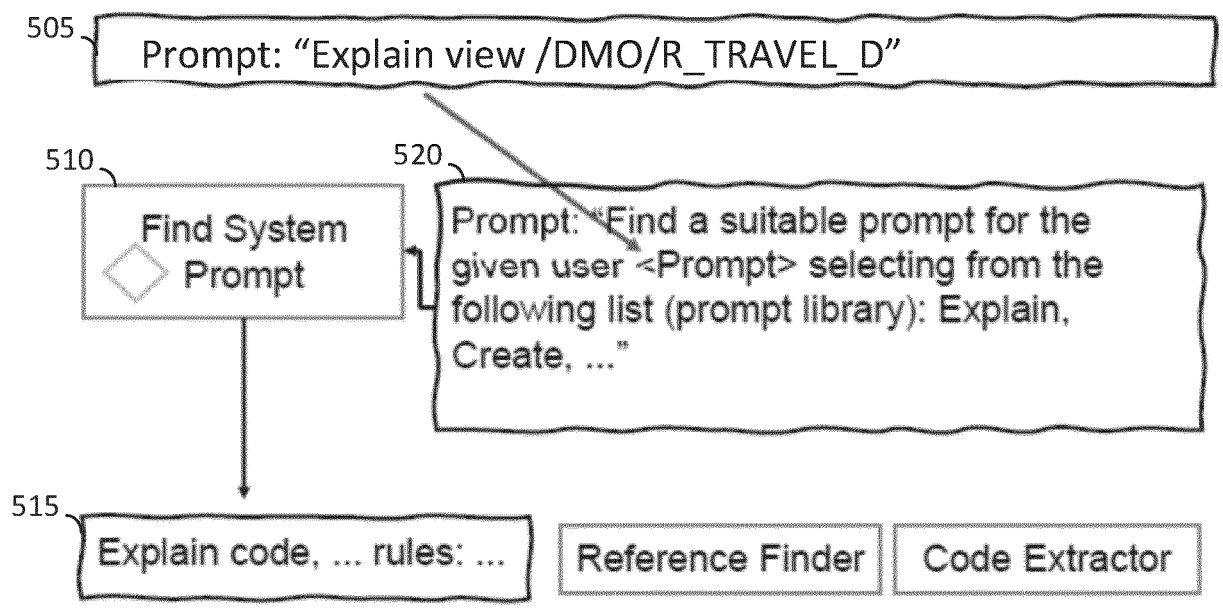 505
Prompt: “Explain view /DMO/R_TRAVEL_D”
510
Find System
Prompt
520
Prompt: “Find a suitable prompt for the
given user <Prompt> selecting from the
following list (prompt library): Explain,
Create, ...”
515
Explain code, ... rules: ...
Reference Finder
Code Extractor